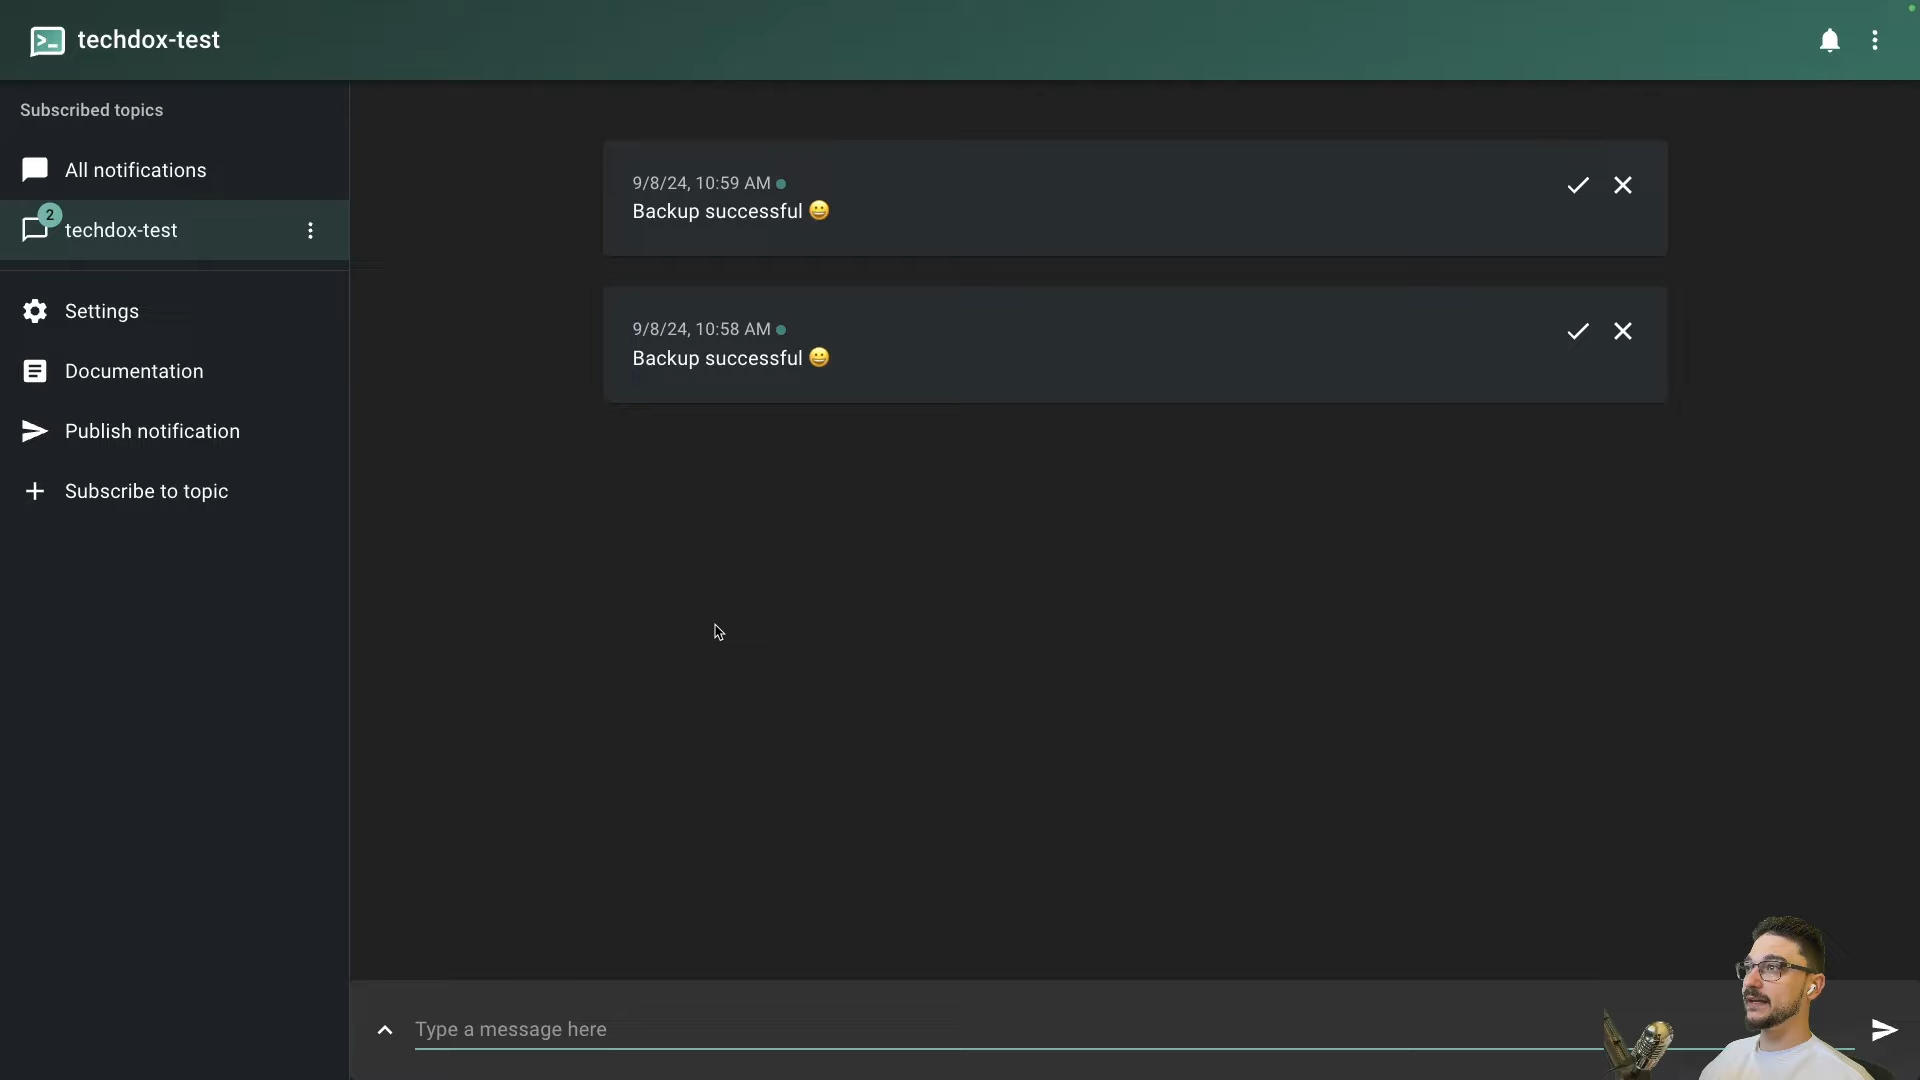 techdox-test
Subscribed topics
All notifications
2
techdox-test
Settings
Documentation
Publish notification
Subscribe to topic
9/8/24, 10:59 AM
Backup successful 😀
9/8/24, 10:58 AM
Backup successful 😀
Type a message here